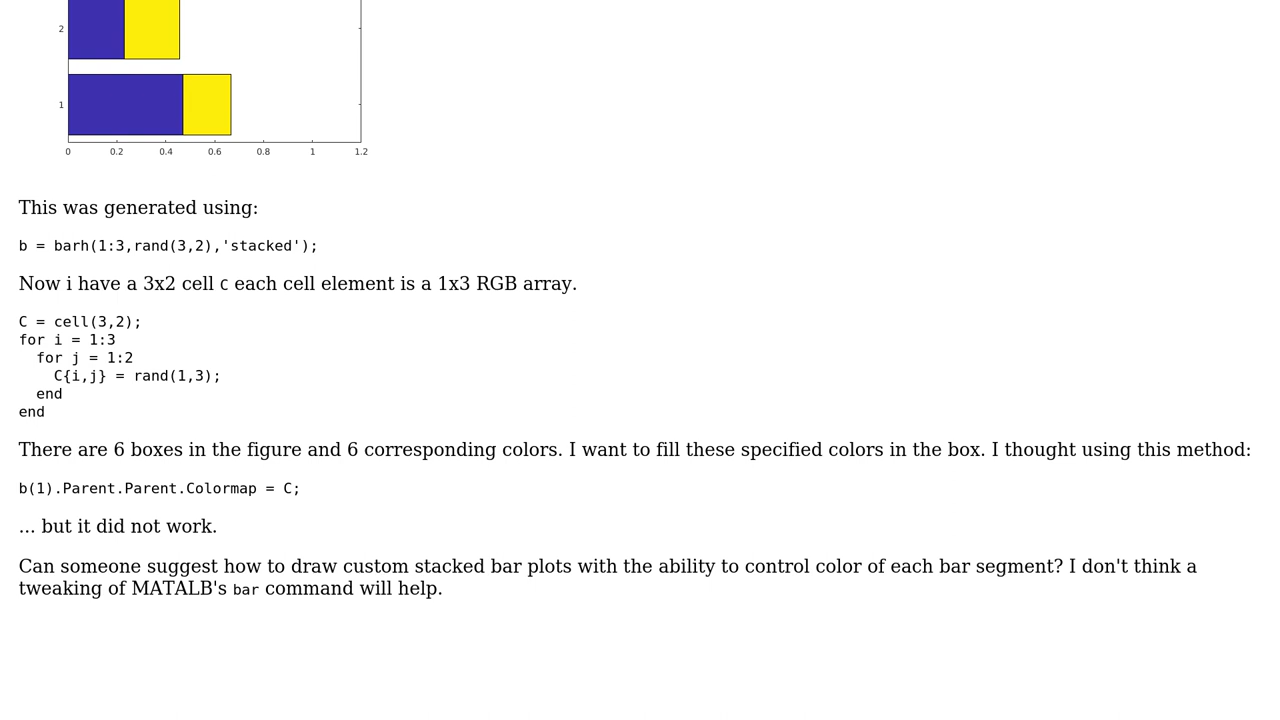 2
1
0 0.2 0.4 0.6 0.8 1 1.2
This was generated using:
b = barh(1:3,rand(3,2),'stacked');
Now i have a 3x2 cell C each cell element is a 1x3 RGB array.
C = cell(3,2);
for i = 1:3
  for j = 1:2
    C{i,j} = rand(1,3);
  end
end
There are 6 boxes in the figure and 6 corresponding colors. I want to fill these specified colors in the box. I thought using this method:
b(1).Parent.Parent.Colormap = C;
... but it did not work.
Can someone suggest how to draw custom stacked bar plots with the ability to control color of each bar segment? I don't think a
tweaking of MATALB's bar command will help.